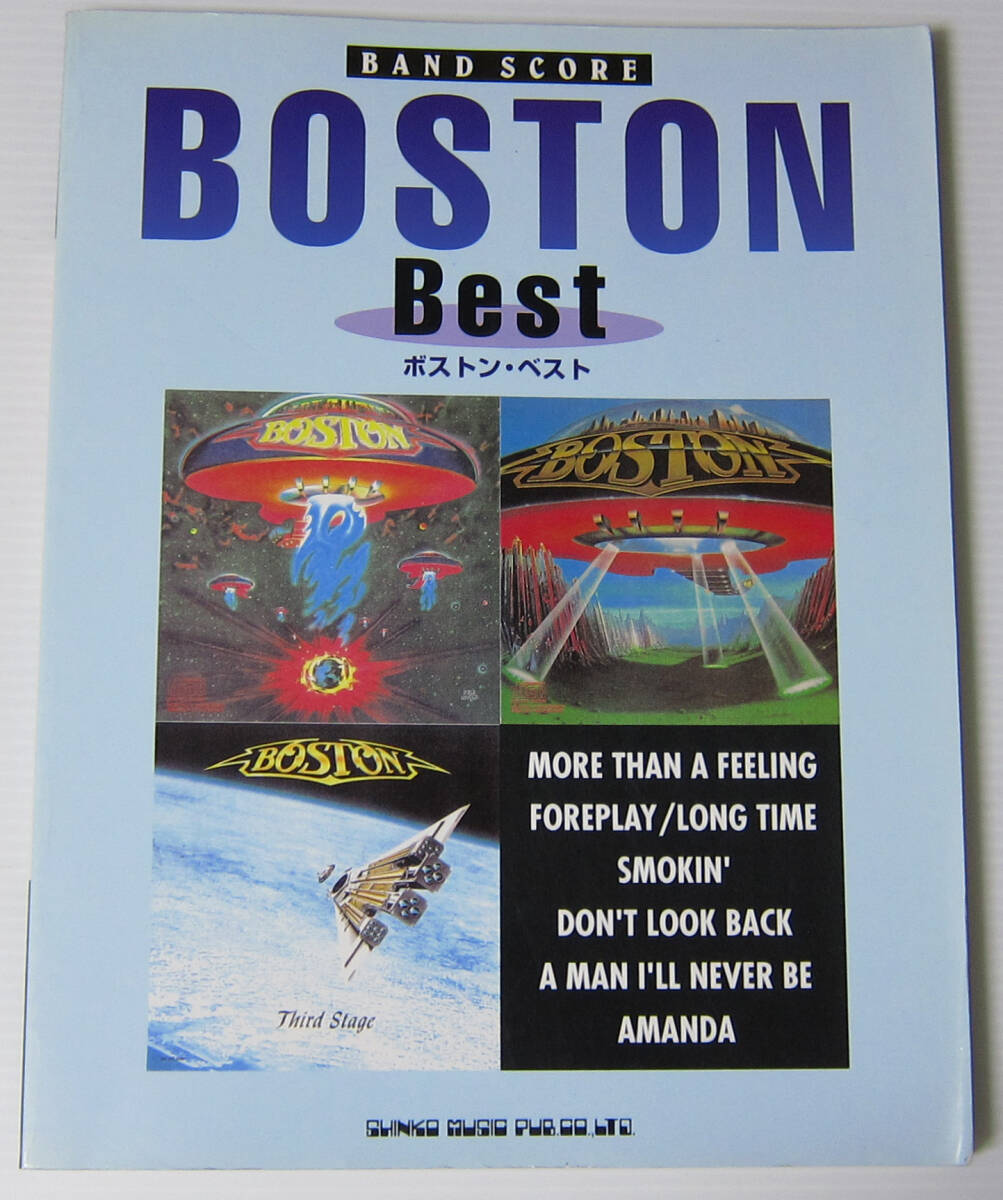 BAND SCORE
BOSTON
Best
ボストン・ベスト
BOSTON
BOSTON
BOSTON
Third Stage
MORE THAN A FEELING
FOREPLAY/LONG TIME
SMOKIN'
DON'T LOOK BACK
A MAN I'LL NEVER BE
AMANDA
SHINKO MUSIC PUB.CO.,LTD.